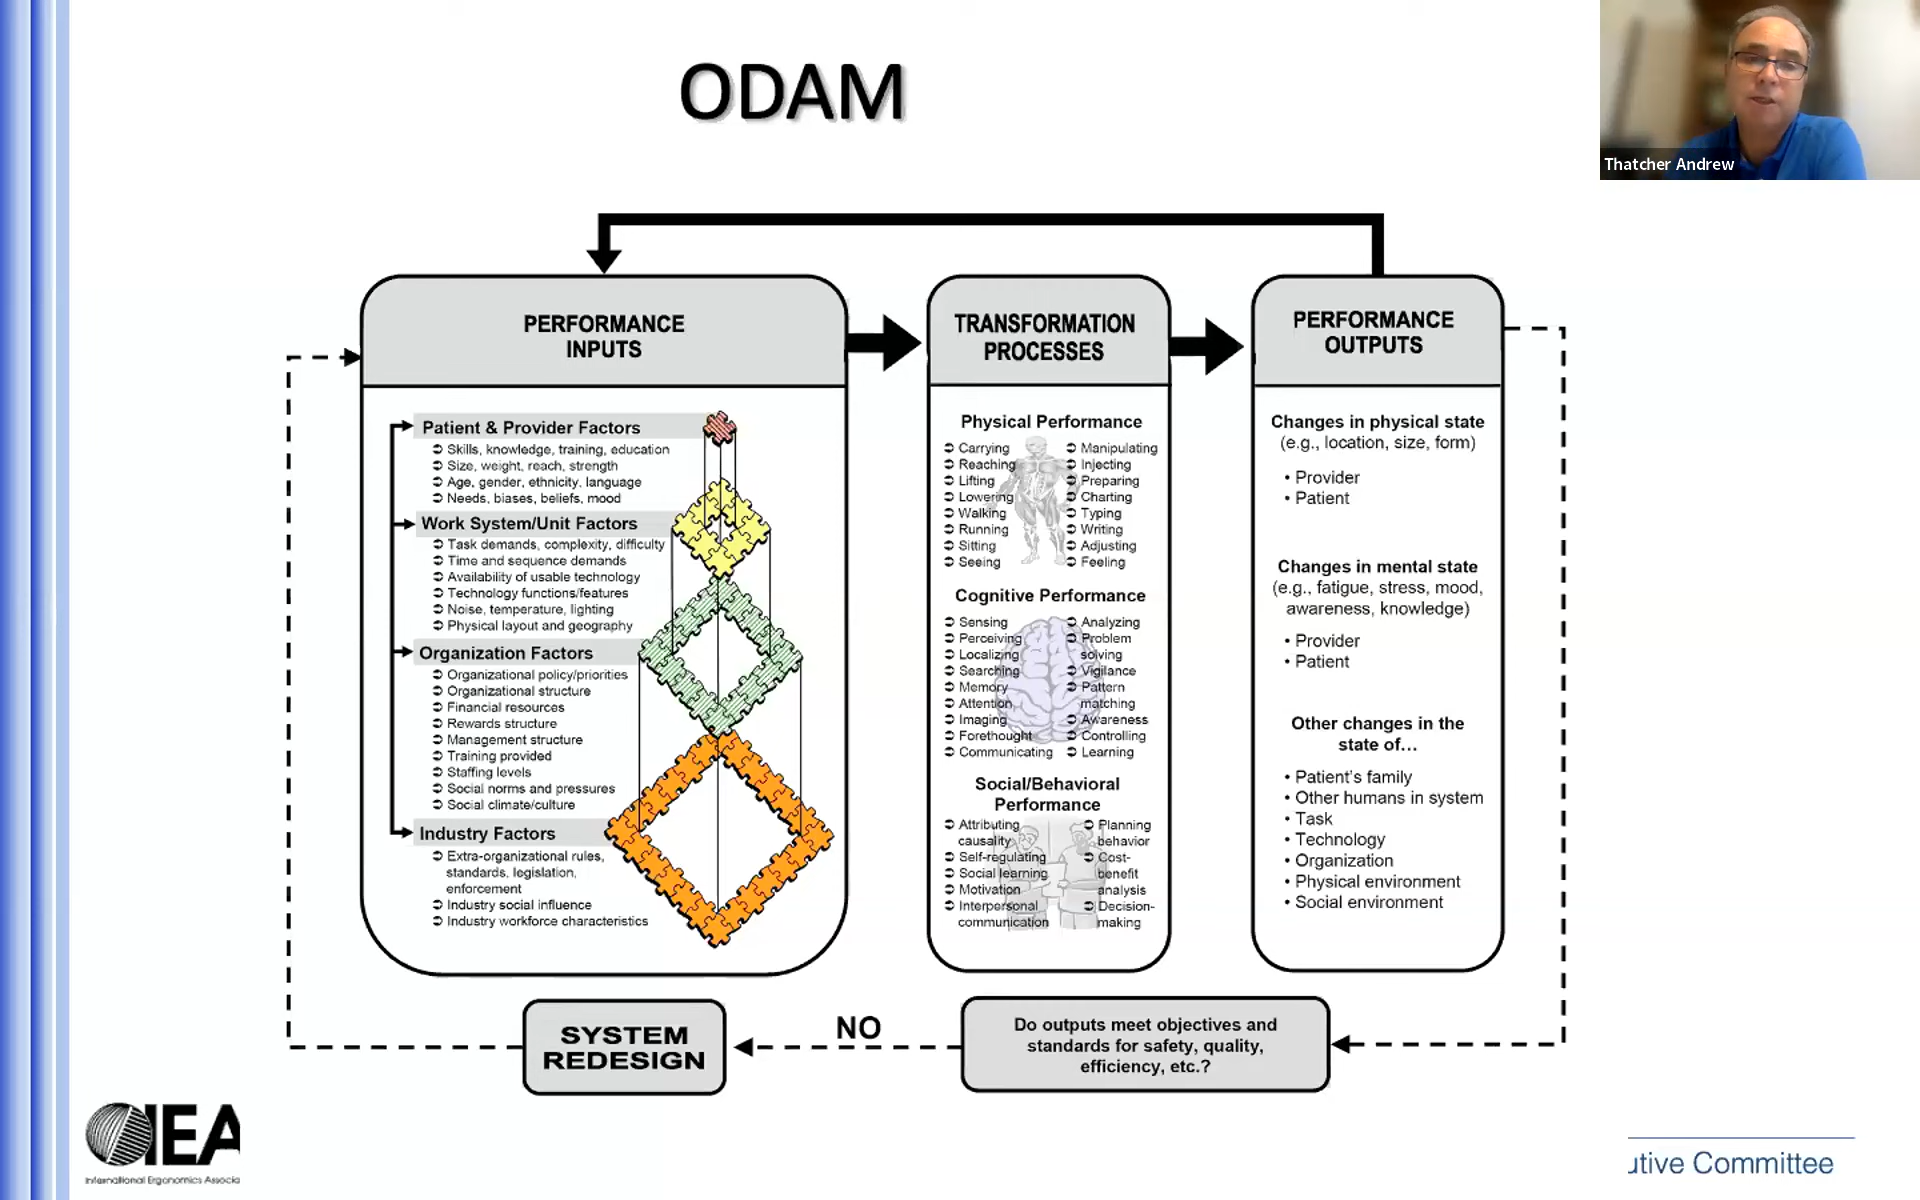 ODAM
Thatcher Andrew
PERFORMANCE
INPUTS
Patient & Provider Factors
Skills, knowledge, training, education
Size, weight, reach, strength
Age, gender, ethnicity, language
Needs, biases, beliefs, mood
Work System/Unit Factors
Task demands, complexity, difficulty
Time and sequence demands
Availability of usable technology
Technology functions/features
Noise, temperature, lighting
Physical layout and geography
Organization Factors
Organizational policy/priorities
Organizational structure
Financial resources
Rewards structure
Management structure
Training provided
Staffing levels
Social norms and pressures
Social climate/culture
Industry Factors
Extra-organizational rules,
standards, legislation,
enforcement
Industry social influence
Industry workforce characteristics
TRANSFORMATION
PROCESSES
Physical Performance
Carrying
Reaching
Lifting
Lowering
Walking
Running
Sitting
Seeing
Manipulating
Injecting
Preparing
Charting
Typing
Writing
Adjusting
Feeling
Cognitive Performance
Sensing
Perceiving
Localizing
Searching
Memory
Attention
Imaging
Forethought
Communicating
Analyzing
Problem
solving
Vigilance
Pattern
matching
Awareness
Controlling
Learning
Social/Behavioral
Performance
Attributing
causality
Self-regulating
Social learning
Motivation
Interpersonal
communication
Planning
behavior
Cost-
benefit
analysis
Decision-
making
PERFORMANCE
OUTPUTS
Changes in physical state
(e.g., location, size, form)
• Provider
• Patient
Changes in mental state
(e.g., fatigue, stress, mood,
awareness, knowledge)
• Provider
• Patient
Other changes in the
state of…
• Patient's family
• Other humans in system
• Task
• Technology
• Organization
• Physical environment
• Social environment
Do outputs meet objectives and
standards for safety, quality,
efficiency, etc.?
NO
SYSTEM
REDESIGN
IEA
International Ergonomics Associa
utive Committee